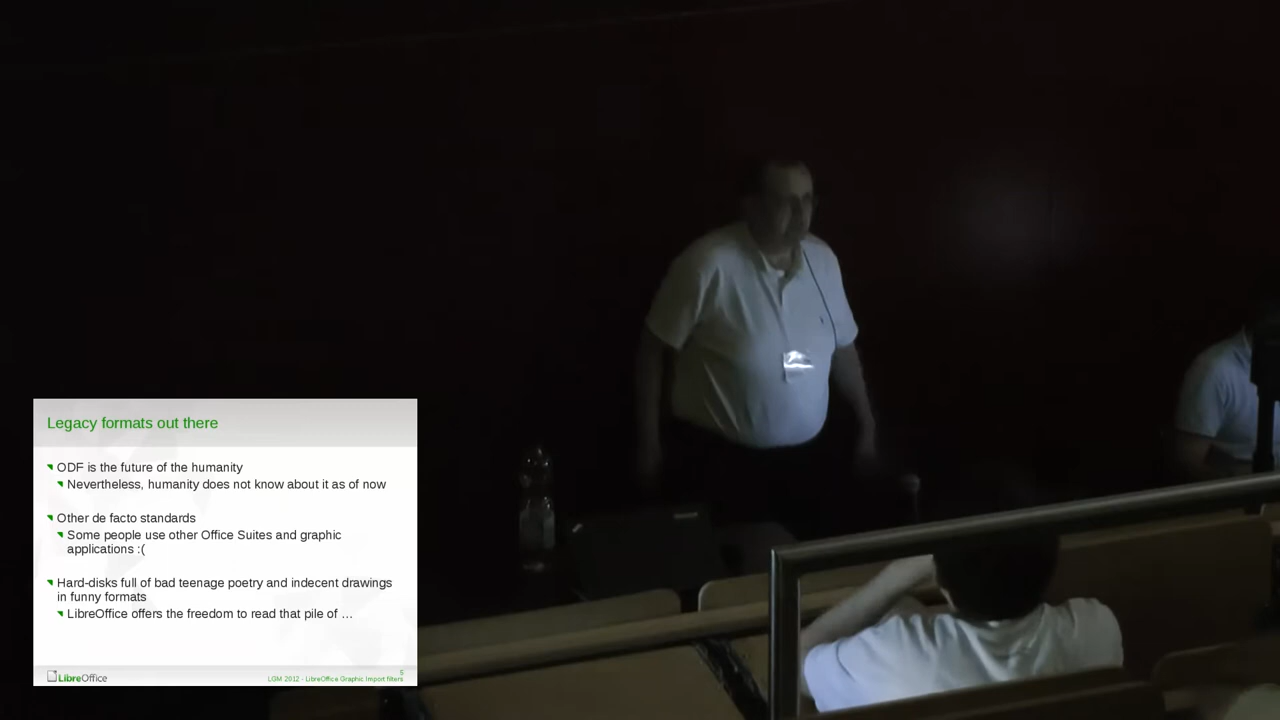 Legacy formats out there
ODF is the future of the humanity
Nevertheless, humanity does not know about it as of now
Other de facto standards
Some people use other Office Suites and graphic
applications :(
Hard-disks full of bad teenage poetry and indecent drawings
in funny formats
LibreOffice offers the freedom to read that pile of …
5
LibreOffice
LGM 2012 - LibreOffice Graphic Import filters